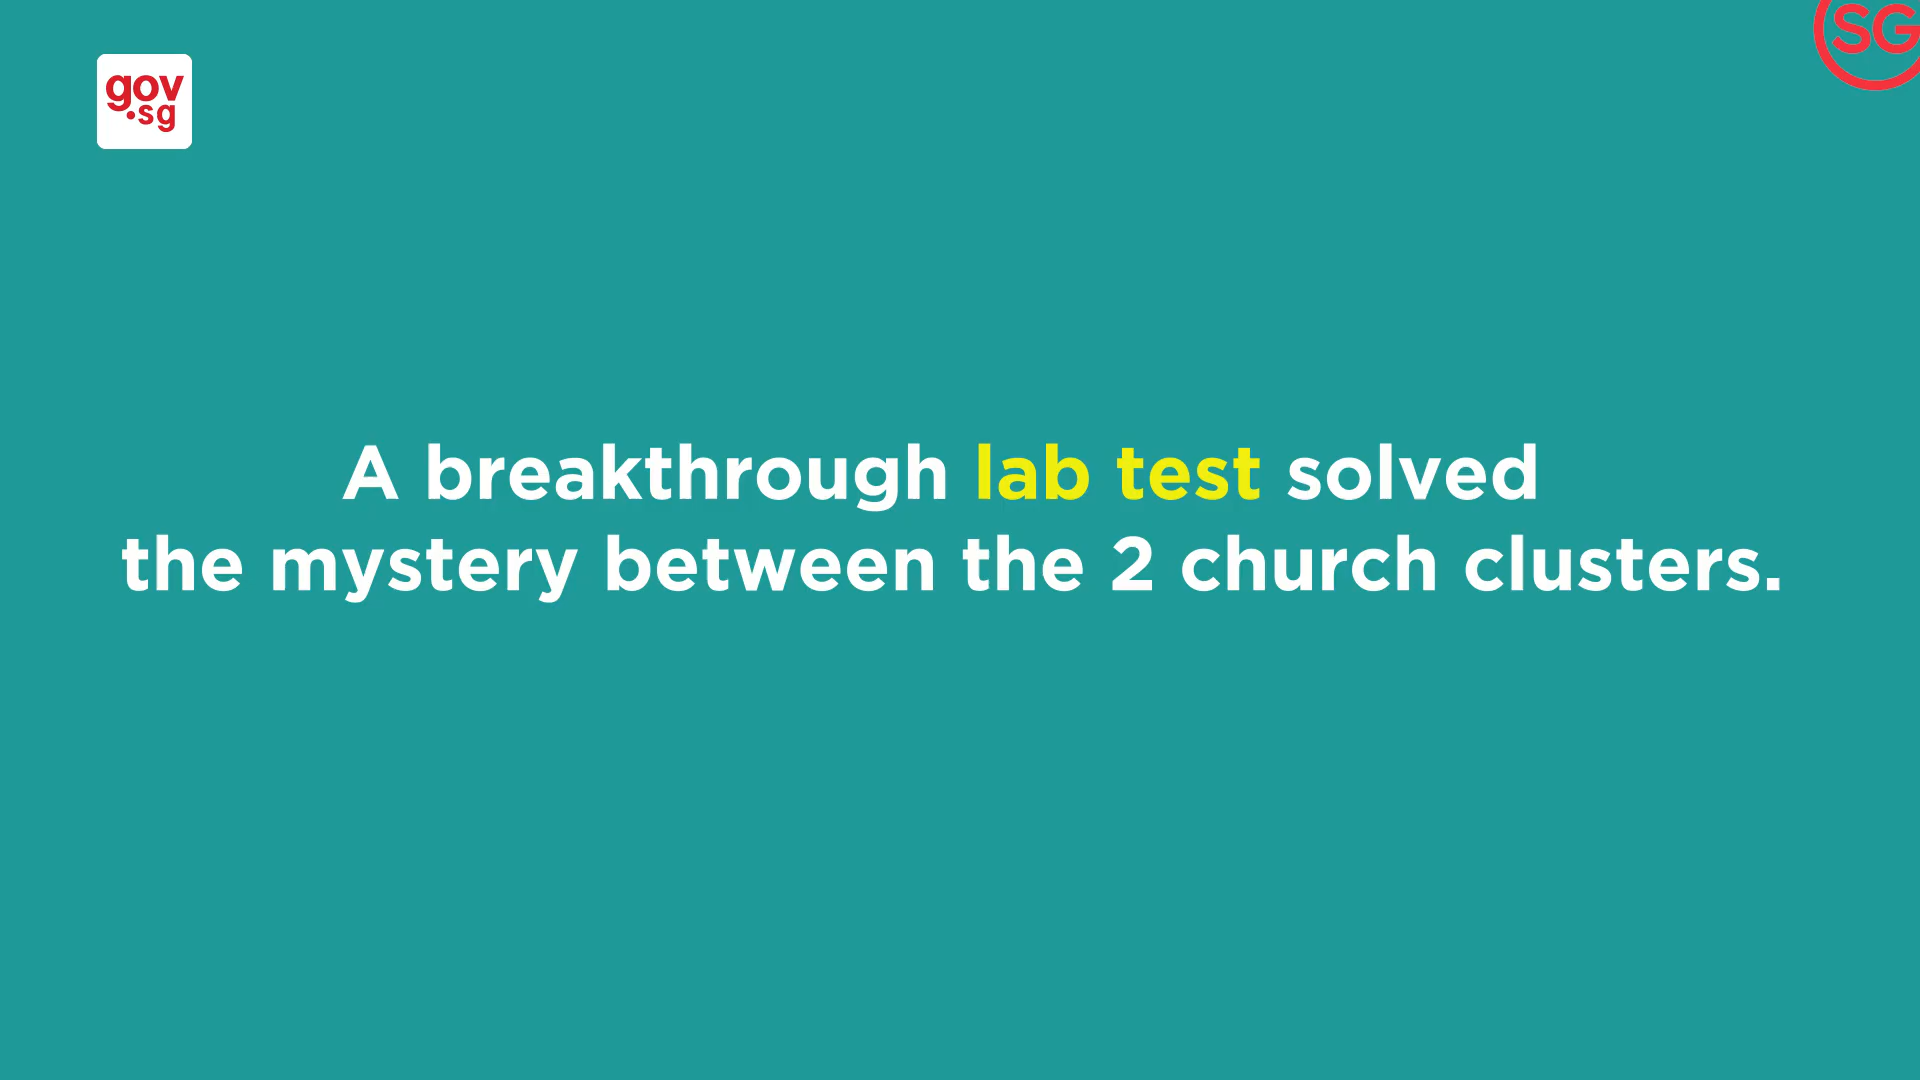 gov
.sg
SG
A breakthrough lab test solved
the mystery between the 2 church clusters.